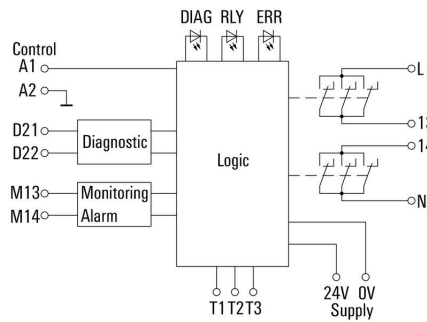 DIAG RLY ERR
Control
A1
A2
D21
D22
Diagnostic
M13
M14
Monitoring
Alarm
Logic
L
13
14
N
T1 T2 T3
24V 0V
Supply